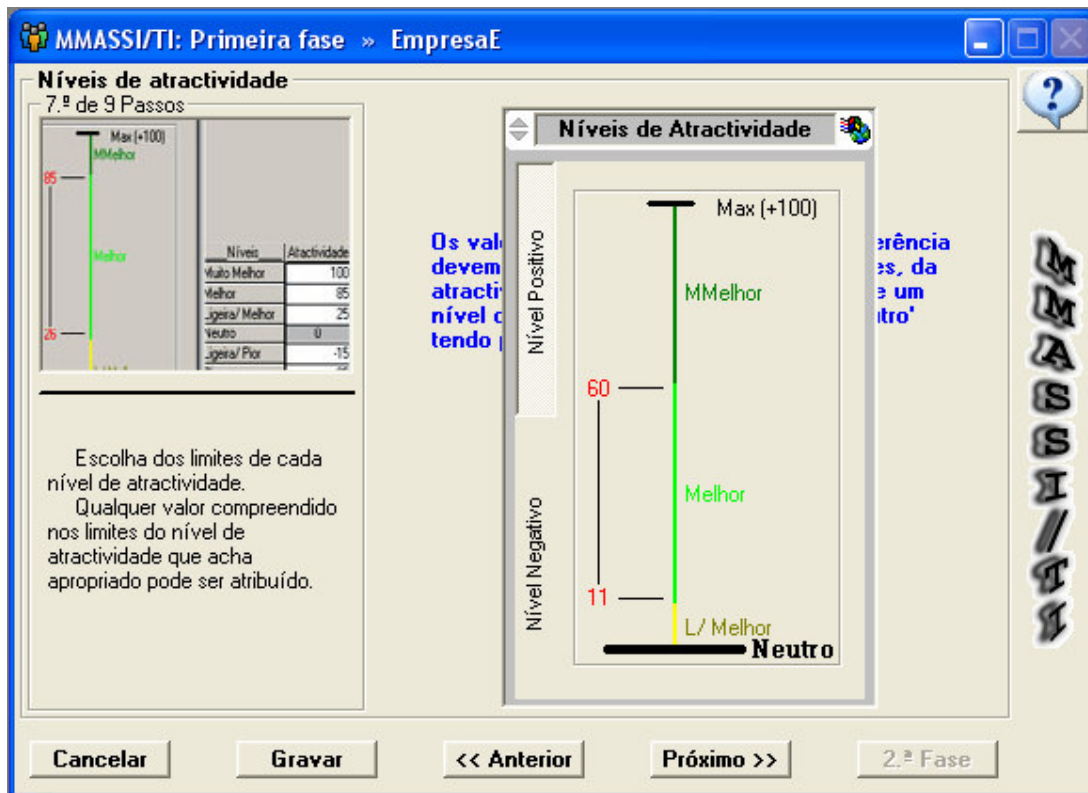 MMASSI/TI: Primeira fase » EmpresaE
Níveis de atractividade
7.º de 9 Passos
Max (+100)
MMelhor
85
Melhor
26
Níveis Atactividade
Muito Melhor 100
Melhor 85
Ligeira/ Melhor 25
Neutro 0
Ligeira/ Pior -15
Escolha dos limites de cada
nível de atractividade.
Qualquer valor compreendido
nos limites do nível de
atractividade que acha
apropriado pode ser atribuído.
Níveis de Atractividade
Os val erência
devem es, da
atracti e um
nível tro'
tendo
Nível Positivo
Nível Negativo
Max (+100)
MMelhor
60
Melhor
11
L/ Melhor
Neutro
MMASSI/TI
Cancelar
Gravar
<< Anterior
Próximo >>
2.ª Fase